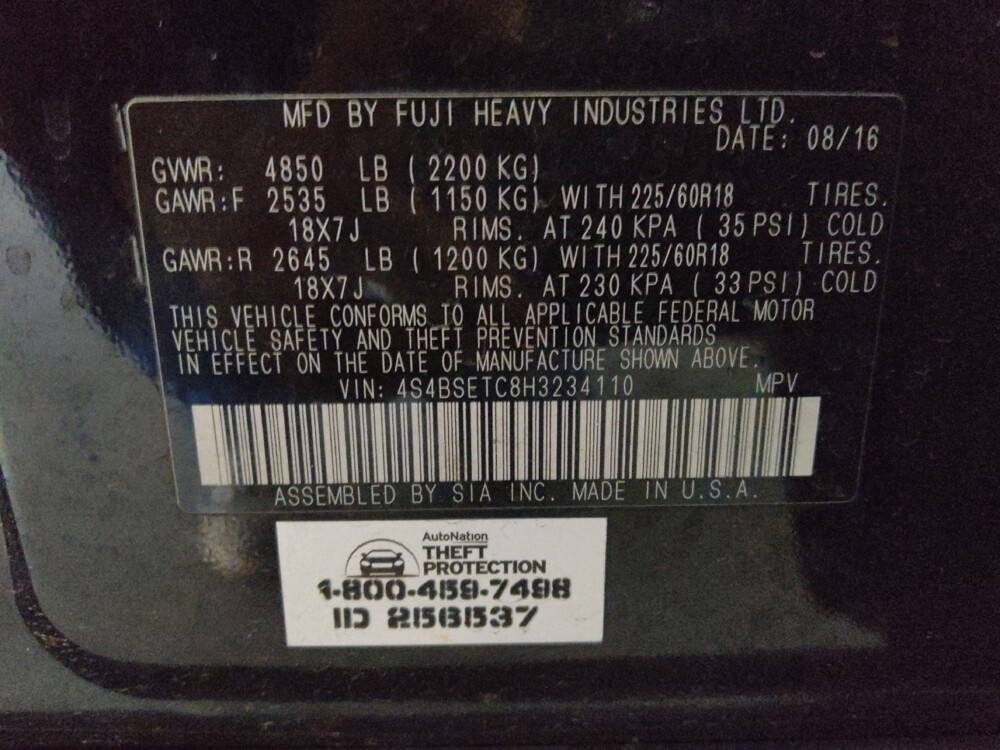 MFD BY FUJI HEAVY INDUSTRIES LTD.
DATE: 08/16
GVWR: 4850 LB ( 2200 KG)
GAWR:F 2535 LB ( 1150 KG) WITH 225/60R18 TIRES.
18X7J RIMS. AT 240 KPA ( 35 PSI) COLD
GAWR:R 2645 LB ( 1200 KG) WITH 225/60R18 TIRES.
18X7J RIMS. AT 230 KPA ( 33 PSI) COLD
THIS VEHICLE CONFORMS TO ALL APPLICABLE FEDERAL MOTOR
VEHICLE SAFETY AND THEFT PREVENTION STANDARDS
IN EFFECT ON THE DATE OF MANUFACTURE SHOWN ABOVE.
VIN: 4S4BSETC8H3234110 MPV
ASSEMBLED BY SIA INC. MADE IN U.S.A.
AutoNation
THEFT
PROTECTION
1-800-459-7498
ID 256537